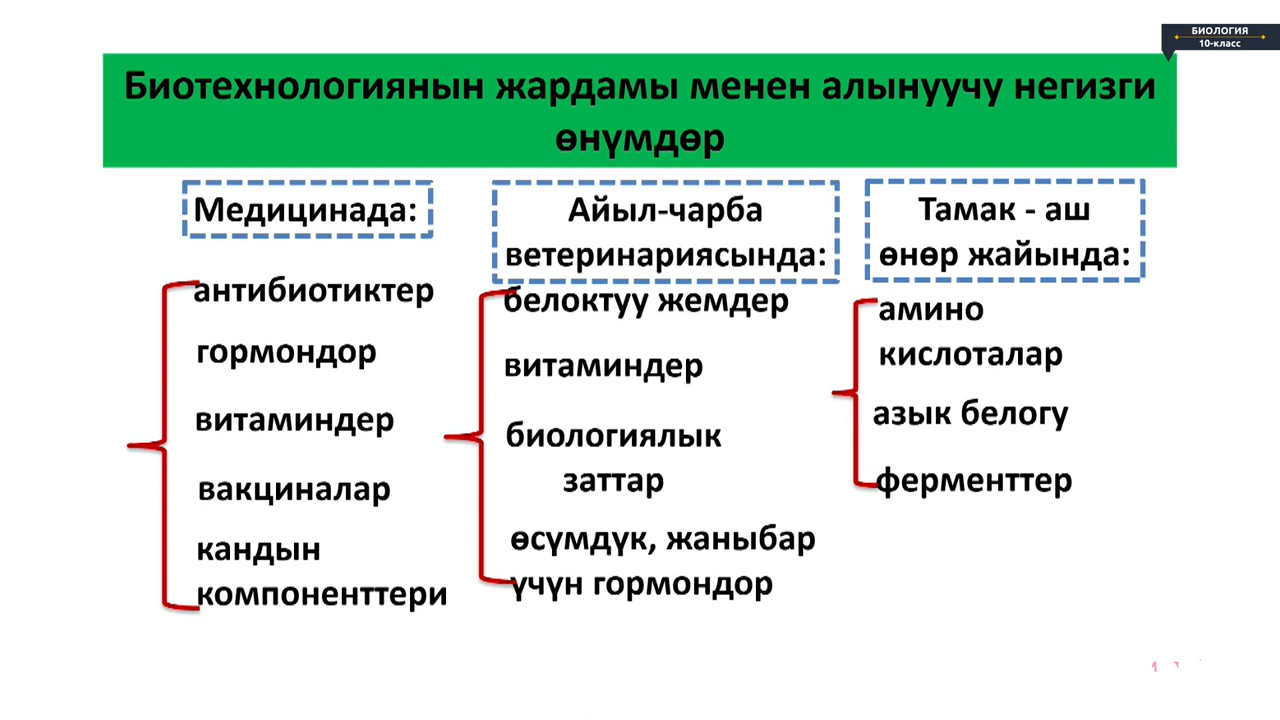 БИОЛОГИЯ
10-класс
Биотехнологиянын жардамы менен алынуучу негизги
өнүмдөр
Медицинада:
антибиотиктер
гормондор
витаминдер
вакциналар
кандын
компоненттери
Айыл-чарба
ветеринариясында:
белоктуу жемдер
витаминдер
биологиялык
заттар
өсүмдүк, жаныбар
үчүн гормондор
Тамак - аш
өнөр жайында:
амино
кислоталар
азык белогу
ферменттер